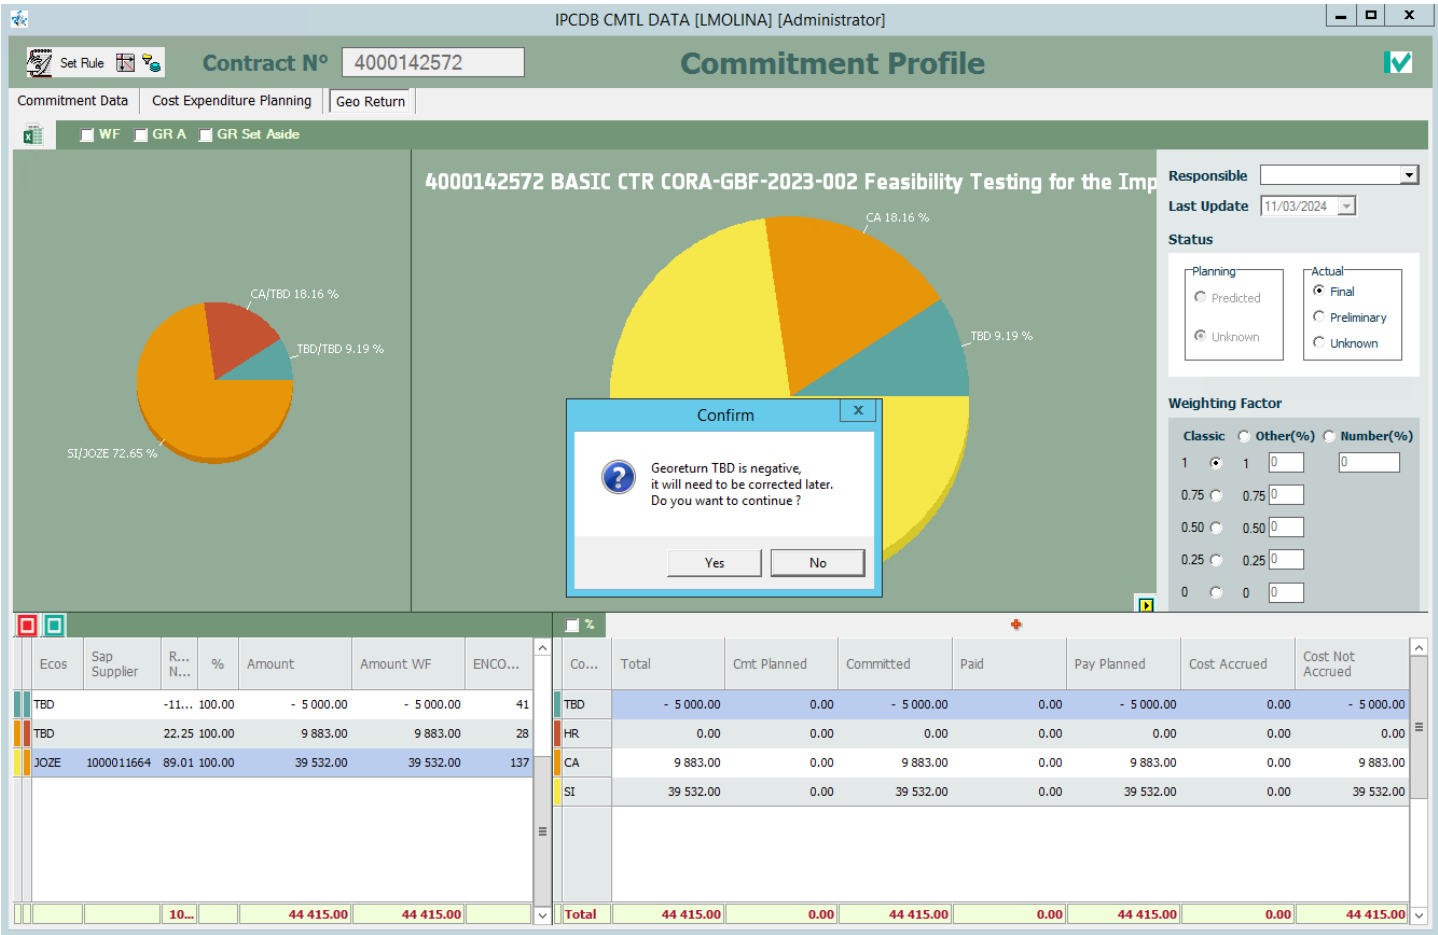 IPCDB CMTL DATA [LMOLINA] [Administrator]
Set Rule
Contract N° 4000142572
Commitment Profile
Commitment Data Cost Expenditure Planning Geo Return
WF GR A GR Set Aside
4000142572 BASIC CTR CORA-GBF-2023-002 Feasibility Testing for the Imp
CA/TBD 18.16 %
TBD/TBD 9.19 %
SI/JOZE 72.65 %
CA 18.16 %
TBD 9.19 %
Responsible
Last Update 11/03/2024
Status
Planning
Predicted
Unknown
Actual
Final
Preliminary
Unknown
Weighting Factor
Classic Other(%) Number(%)
1 1 0 0
0.75 0.75 0
0.50 0.50 0
0.25 0.25 0
0 0 0
Confirm
x
Georeturn TBD is negative,
it will need to be corrected later.
Do you want to continue ?
Yes No
Ecos Sap Supplier R... N... % Amount Amount WF ENCO...
TBD -11... 100.00 - 5 000.00 - 5 000.00 41
TBD 22.25 100.00 9 883.00 9 883.00 28
JOZE 1000011664 89.01 100.00 39 532.00 39 532.00 137
10... 44 415.00 44 415.00
%
Co... Total Cmt Planned Committed Paid Pay Planned Cost Accrued Cost Not Accrued
TBD - 5 000.00 0.00 - 5 000.00 0.00 - 5 000.00 0.00 - 5 000.00
HR 0.00 0.00 0.00 0.00 0.00 0.00 0.00
CA 9 883.00 0.00 9 883.00 0.00 9 883.00 0.00 9 883.00
SI 39 532.00 0.00 39 532.00 0.00 39 532.00 0.00 39 532.00
Total 44 415.00 0.00 44 415.00 0.00 44 415.00 0.00 44 415.00